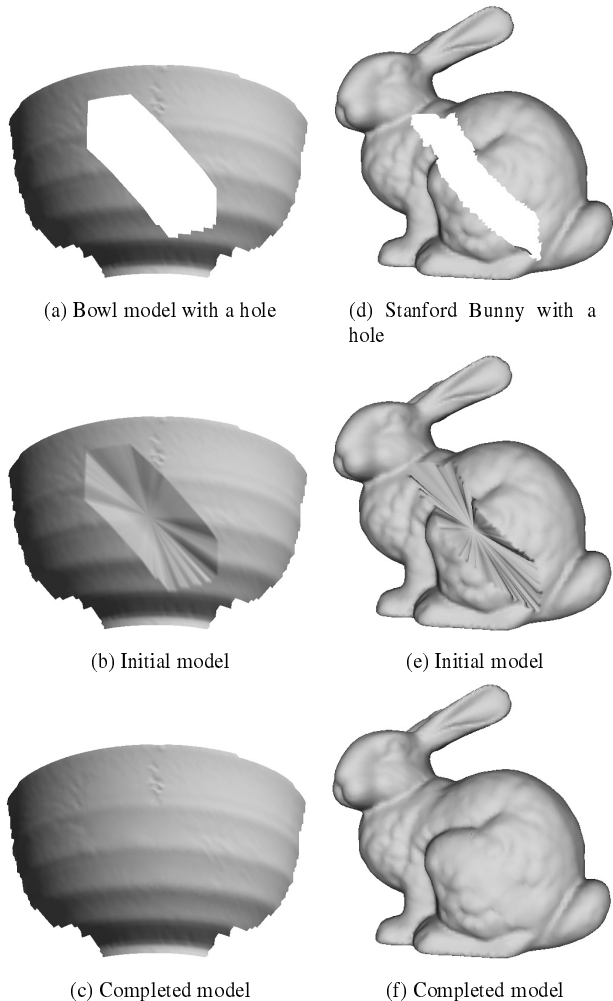 (a) Bowl model with a hole
(d) Stanford Bunny with a
hole
(b) Initial model
(e) Initial model
(c) Completed model
(f) Completed model